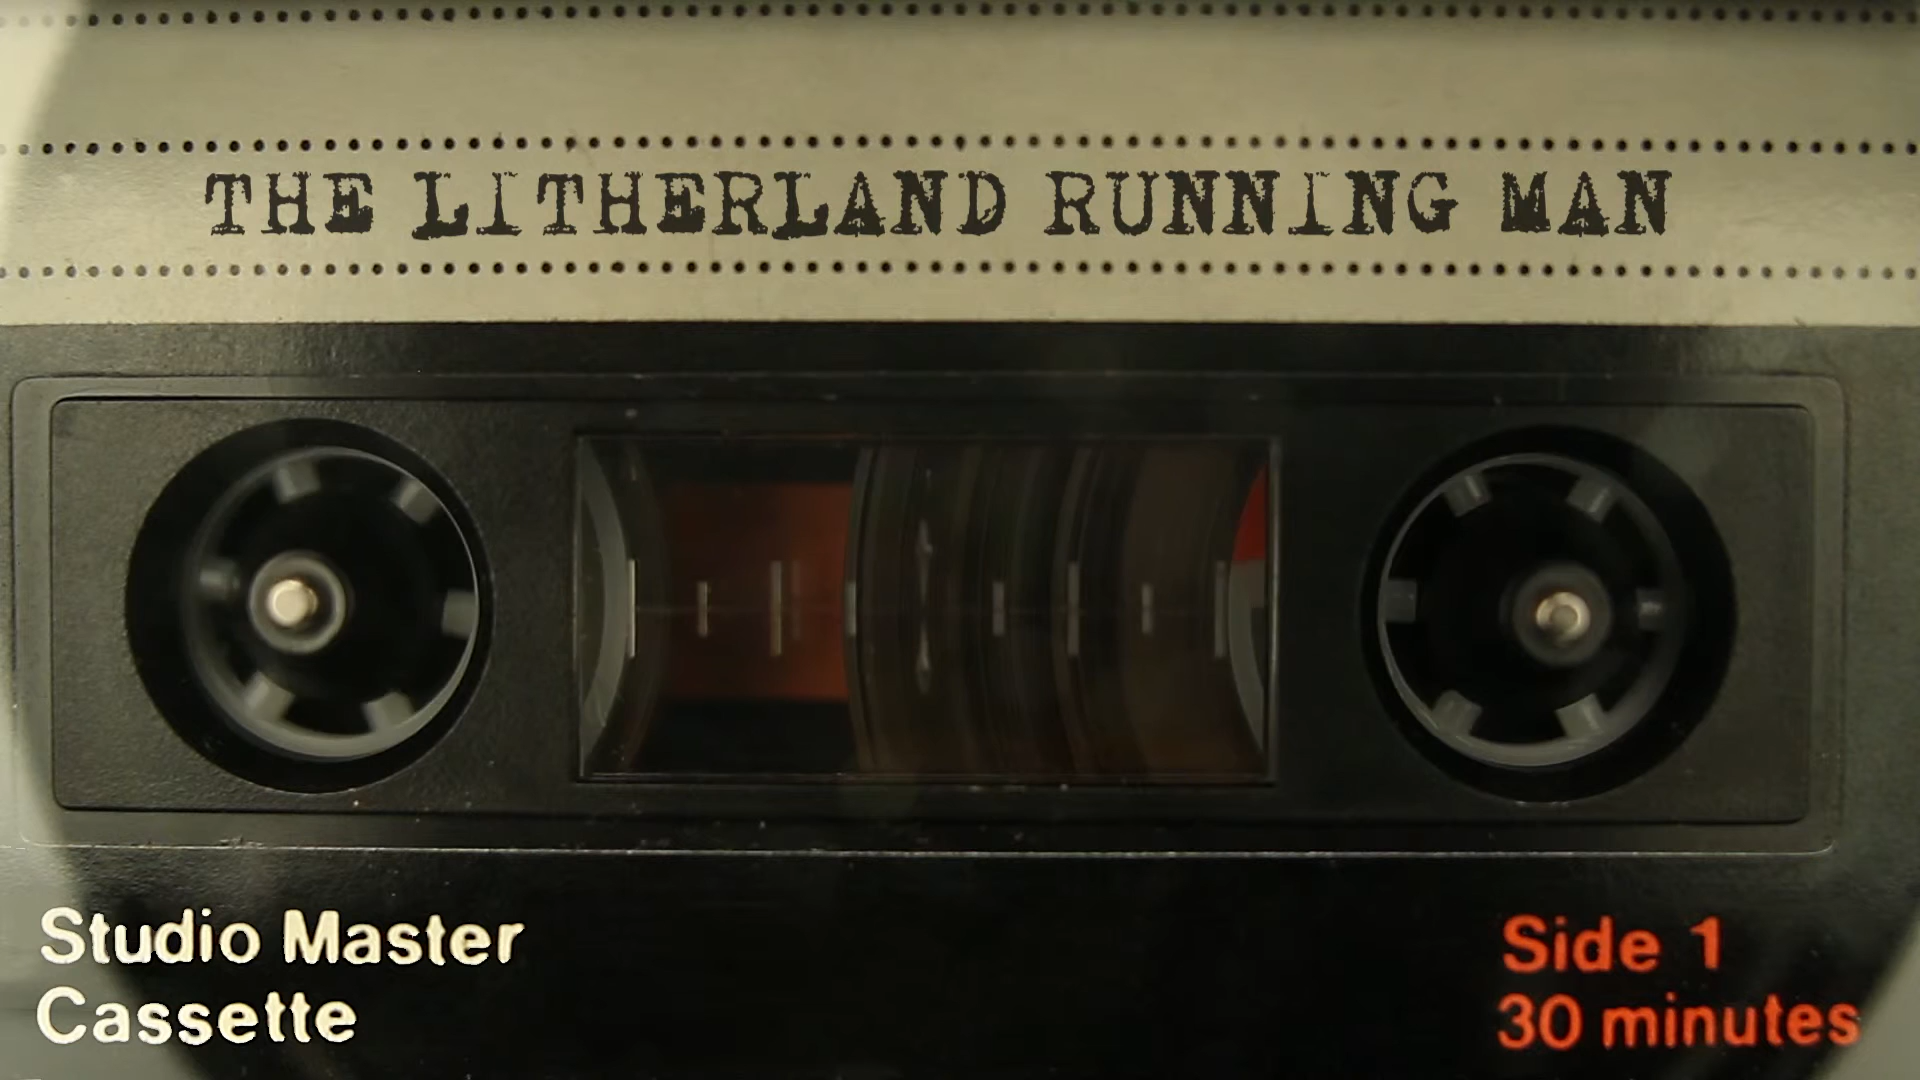 THE LITHERLAND RUNNING MAN
Studio Master
Cassette
Side 1
30 minutes